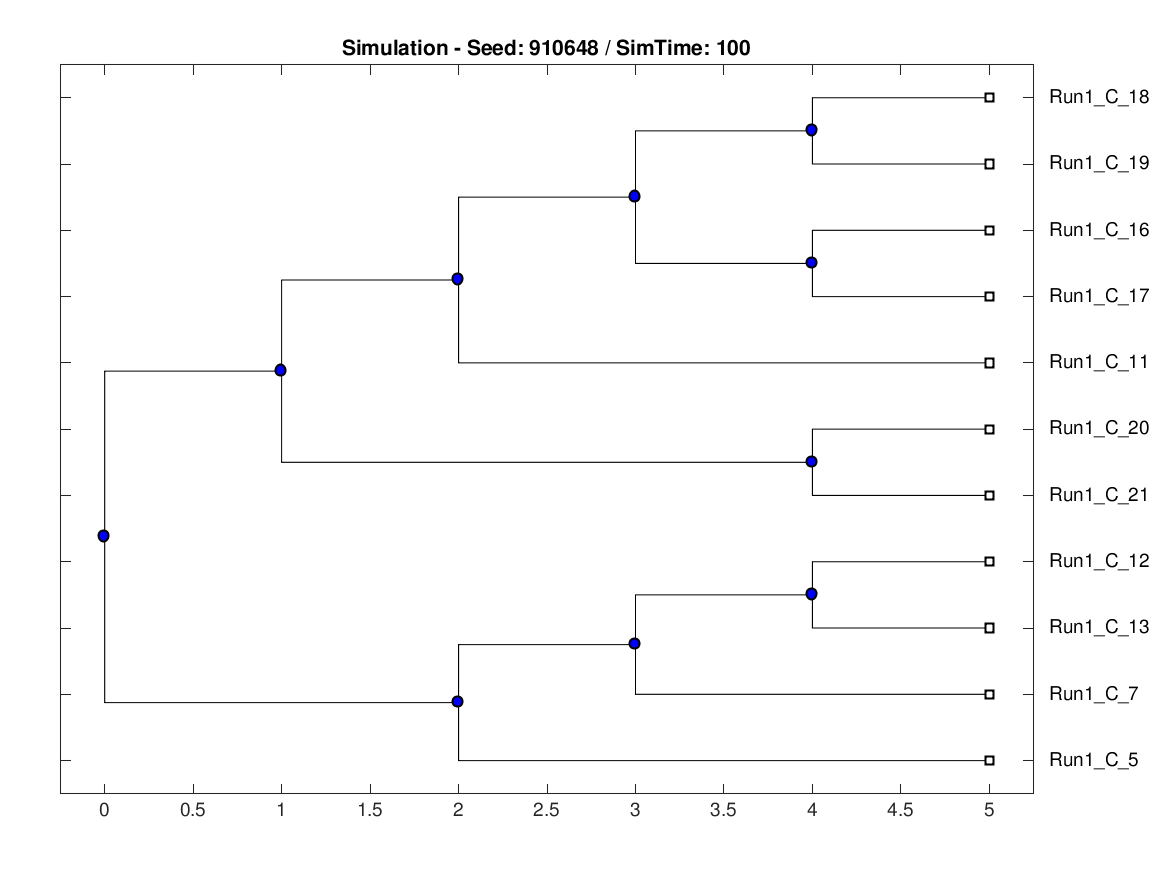 Simulation - Seed: 910648 / SimTime: 100
Run1_C_18
Run1_C_19
Run1_C_16
Run1_C_17
Run1_C_11
Run1_C_20
Run1_C_21
Run1_C_12
Run1_C_13
Run1_C_7
Run1_C_5
0 0.5 1 1.5 2 2.5 3 3.5 4 4.5 5